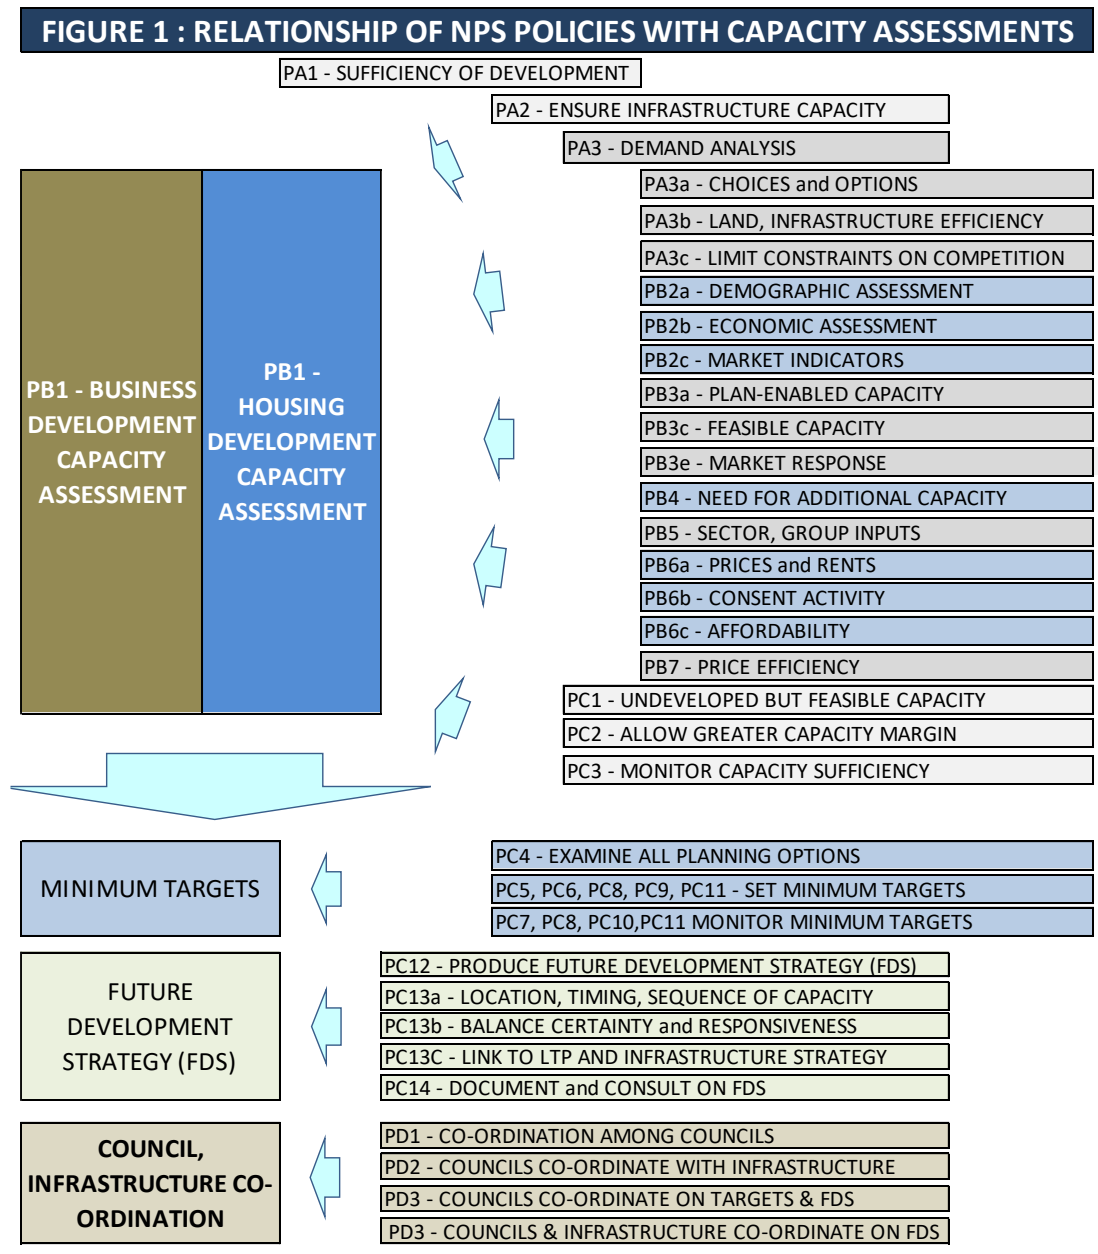 FIGURE 1 : RELATIONSHIP OF NPS POLICIES WITH CAPACITY ASSESSMENTS
PA1 - SUFFICIENCY OF DEVELOPMENT
PA2 - ENSURE INFRASTRUCTURE CAPACITY
PA3 - DEMAND ANALYSIS
PA3a - CHOICES and OPTIONS
PA3b - LAND, INFRASTRUCTURE EFFICIENCY
PA3c - LIMIT CONSTRAINTS ON COMPETITION
PB2a - DEMOGRAPHIC ASSESSMENT
PB2b - ECONOMIC ASSESSMENT
PB2c - MARKET INDICATORS
PB3a - PLAN-ENABLED CAPACITY
PB3c - FEASIBLE CAPACITY
PB3e - MARKET RESPONSE
PB4 - NEED FOR ADDITIONAL CAPACITY
PB5 - SECTOR, GROUP INPUTS
PB6a - PRICES and RENTS
PB6b - CONSENT ACTIVITY
PB6c - AFFORDABILITY
PB7 - PRICE EFFICIENCY
PC1 - UNDEVELOPED BUT FEASIBLE CAPACITY
PC2 - ALLOW GREATER CAPACITY MARGIN
PC3 - MONITOR CAPACITY SUFFICIENCY
PB1 - BUSINESS
DEVELOPMENT
CAPACITY
ASSESSMENT
PB1 -
HOUSING
DEVELOPMENT
CAPACITY
ASSESSMENT
MINIMUM TARGETS
PC4 - EXAMINE ALL PLANNING OPTIONS
PC5, PC6, PC8, PC9, PC11 - SET MINIMUM TARGETS
PC7, PC8, PC10,PC11 MONITOR MINIMUM TARGETS
FUTURE
DEVELOPMENT
STRATEGY (FDS)
PC12 - PRODUCE FUTURE DEVELOPMENT STRATEGY (FDS)
PC13a - LOCATION, TIMING, SEQUENCE OF CAPACITY
PC13b - BALANCE CERTAINTY and RESPONSIVENESS
PC13C - LINK TO LTP AND INFRASTRUCTURE STRATEGY
PC14 - DOCUMENT and CONSULT ON FDS
COUNCIL,
INFRASTRUCTURE CO-
ORDINATION
PD1 - CO-ORDINATION AMONG COUNCILS
PD2 - COUNCILS CO-ORDINATE WITH INFRASTRUCTURE
PD3 - COUNCILS CO-ORDINATE ON TARGETS & FDS
PD3 - COUNCILS & INFRASTRUCTURE CO-ORDINATE ON FDS